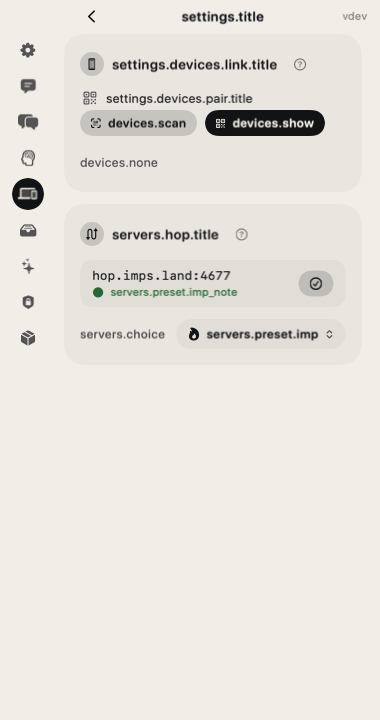 settings.title
vdev
settings.devices.link.title
settings.devices.pair.title
devices.scan
devices.show
devices.none
servers.hop.title
hop.imps.land:4677
servers.preset.imp_note
servers.choice
servers.preset.imp